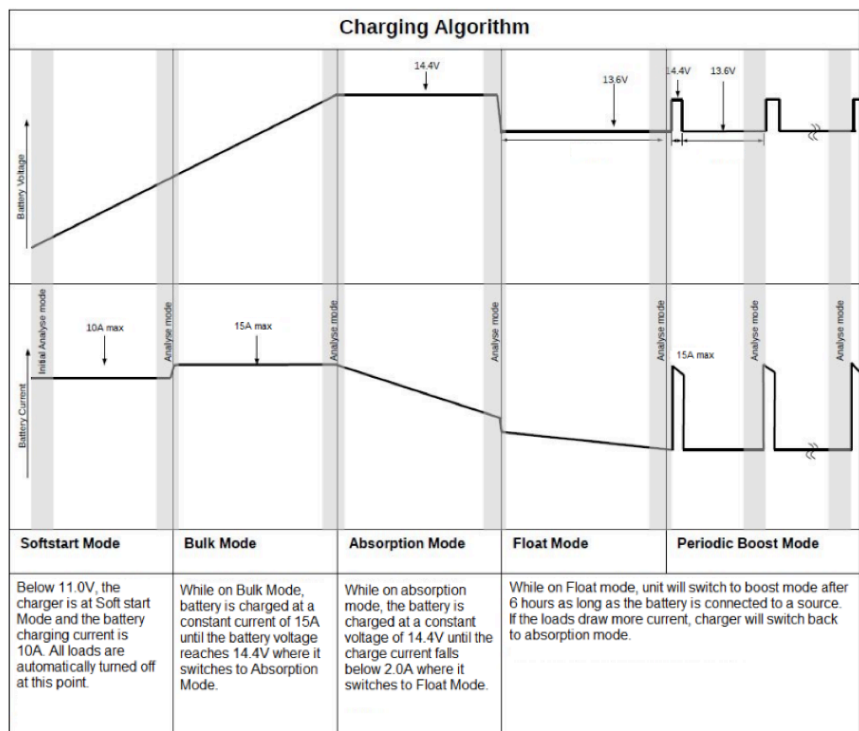 Charging Algorithm
14.4V
13.6V
14.4V
13.6V
Battery Voltage
Initial Analyse mode
10A max
Analyse mode
15A max
Analyse mode
Analyse mode
Analyse mode
15A max
Analyse mode
Analyse mode
Battery Current
Softstart Mode
Bulk Mode
Absorption Mode
Float Mode
Periodic Boost Mode
Below 11.0V, the
charger is at Soft start
Mode and the battery
charging current is
10A. All loads are
automatically turned off
at this point.
While on Bulk Mode,
battery is charged at a
constant current of 15A
until the battery voltage
reaches 14.4V where it
switches to Absorption
Mode.
While on absorption
mode, the battery is
charged at a constant
voltage of 14.4V until the
charge current falls
below 2.0A where it
switches to Float Mode.
While on Float mode, unit will switch to boost mode after
6 hours as long as the battery is connected to a source.
If the loads draw more current, charger will switch back
to absorption mode.